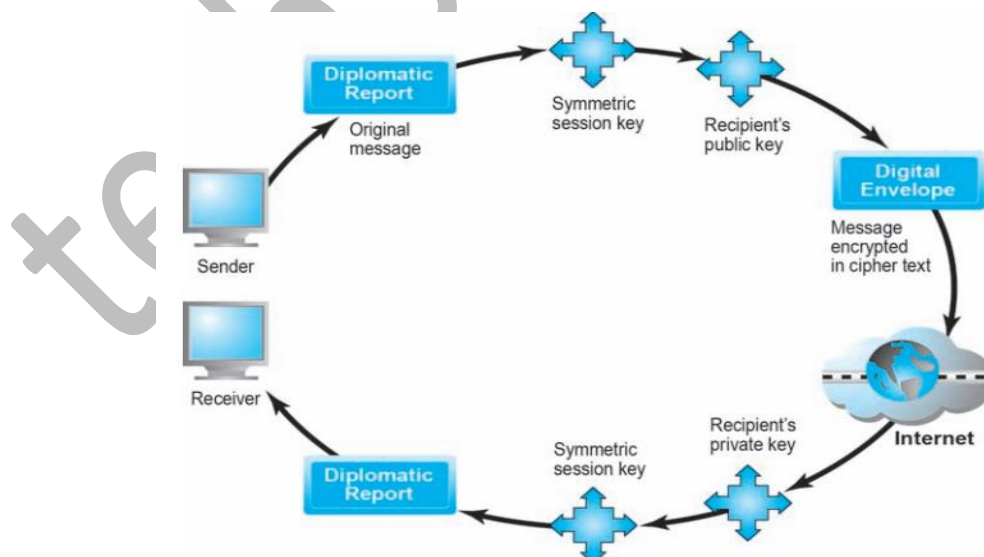 Diplomatic
Report
Original
message
Symmetric
session key
Recipient's
public key
Digital
Envelope
Message
encrypted
in cipher text
Sender
Internet
Recipient's
private key
Symmetric
session key
Diplomatic
Report
Receiver